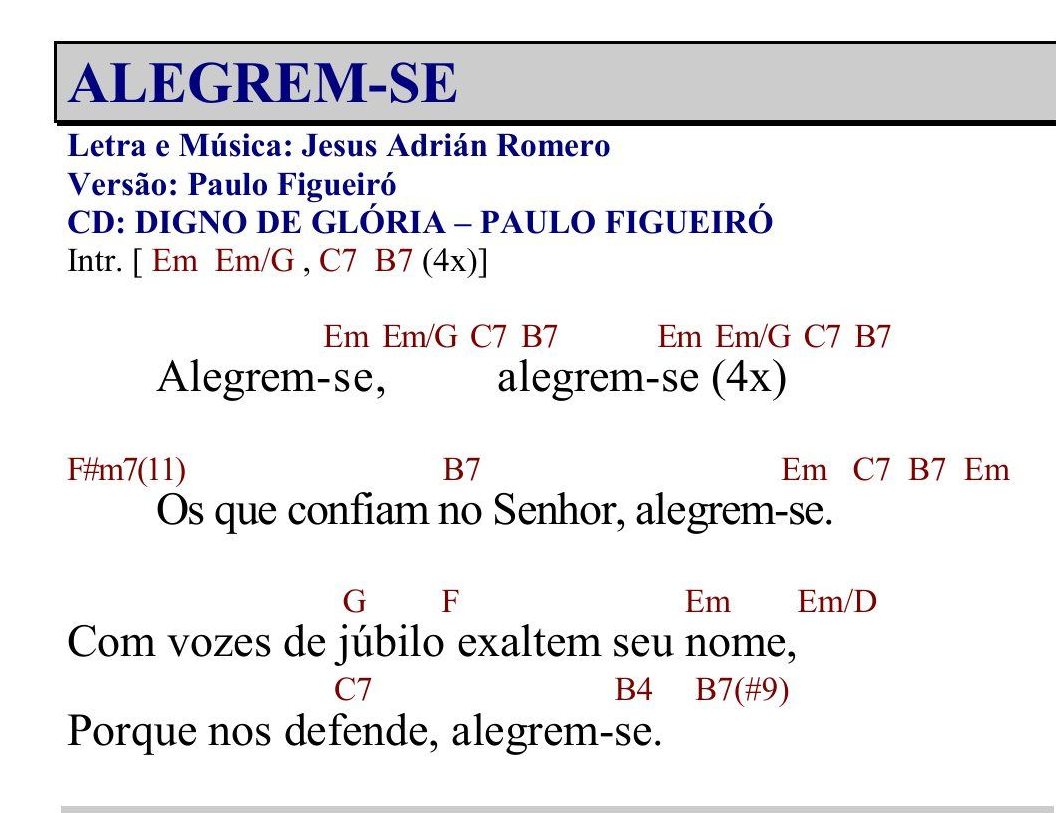 ALEGREM-SE
Letra e Música: Jesus Adrián Romero
Versão: Paulo Figueiró
CD: DIGNO DE GLÓRIA – PAULO FIGUEIRÓ
Intr. [ Em Em/G , C7 B7 (4x)]
Em Em/G C7 B7 Em Em/G C7 B7
Alegrem-se, alegrem-se (4x)
F#m7(11) B7 Em C7 B7 Em
Os que confiam no Senhor, alegrem-se.
G F Em Em/D
Com vozes de júbilo exaltem seu nome,
C7 B4 B7(#9)
Porque nos defende, alegrem-se.